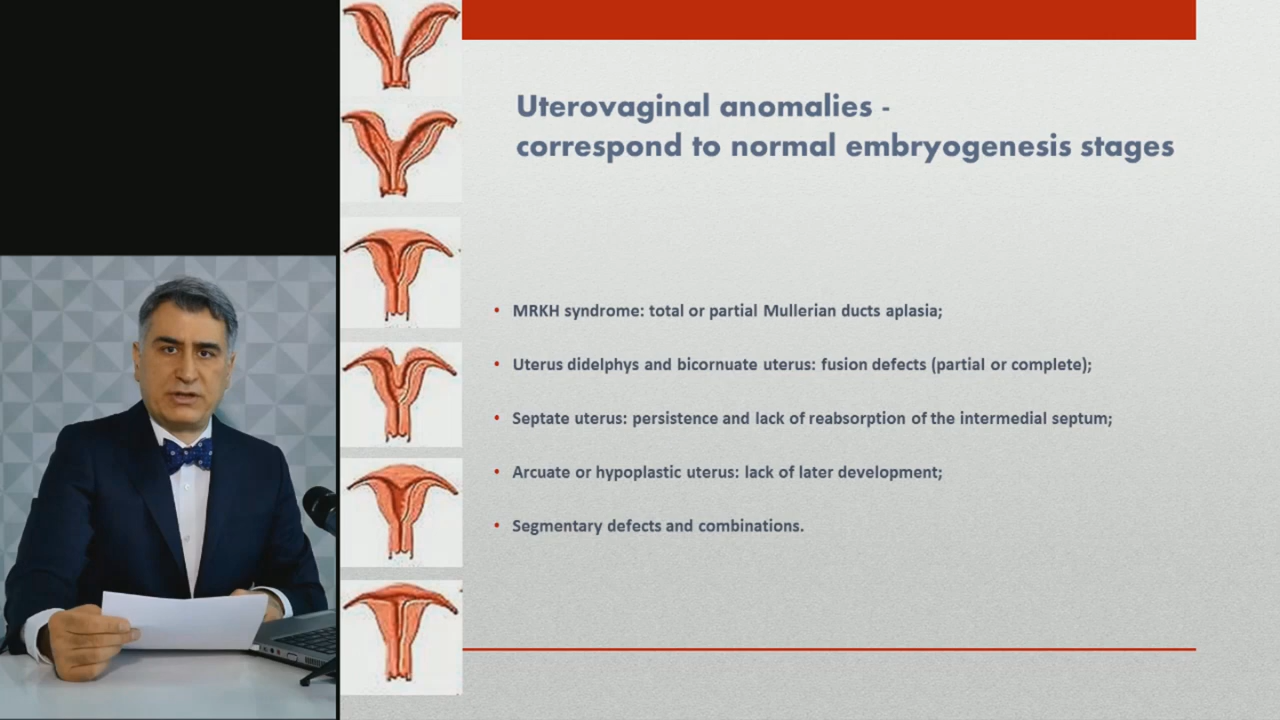 Uterovaginal anomalies -
correspond to normal embryogenesis stages
• MRKH syndrome: total or partial Mullerian ducts aplasia;
• Uterus didelphys and bicornuate uterus: fusion defects (partial or complete);
• Septate uterus: persistence and lack of reabsorption of the intermedial septum;
• Arcuate or hypoplastic uterus: lack of later development;
• Segmentary defects and combinations.